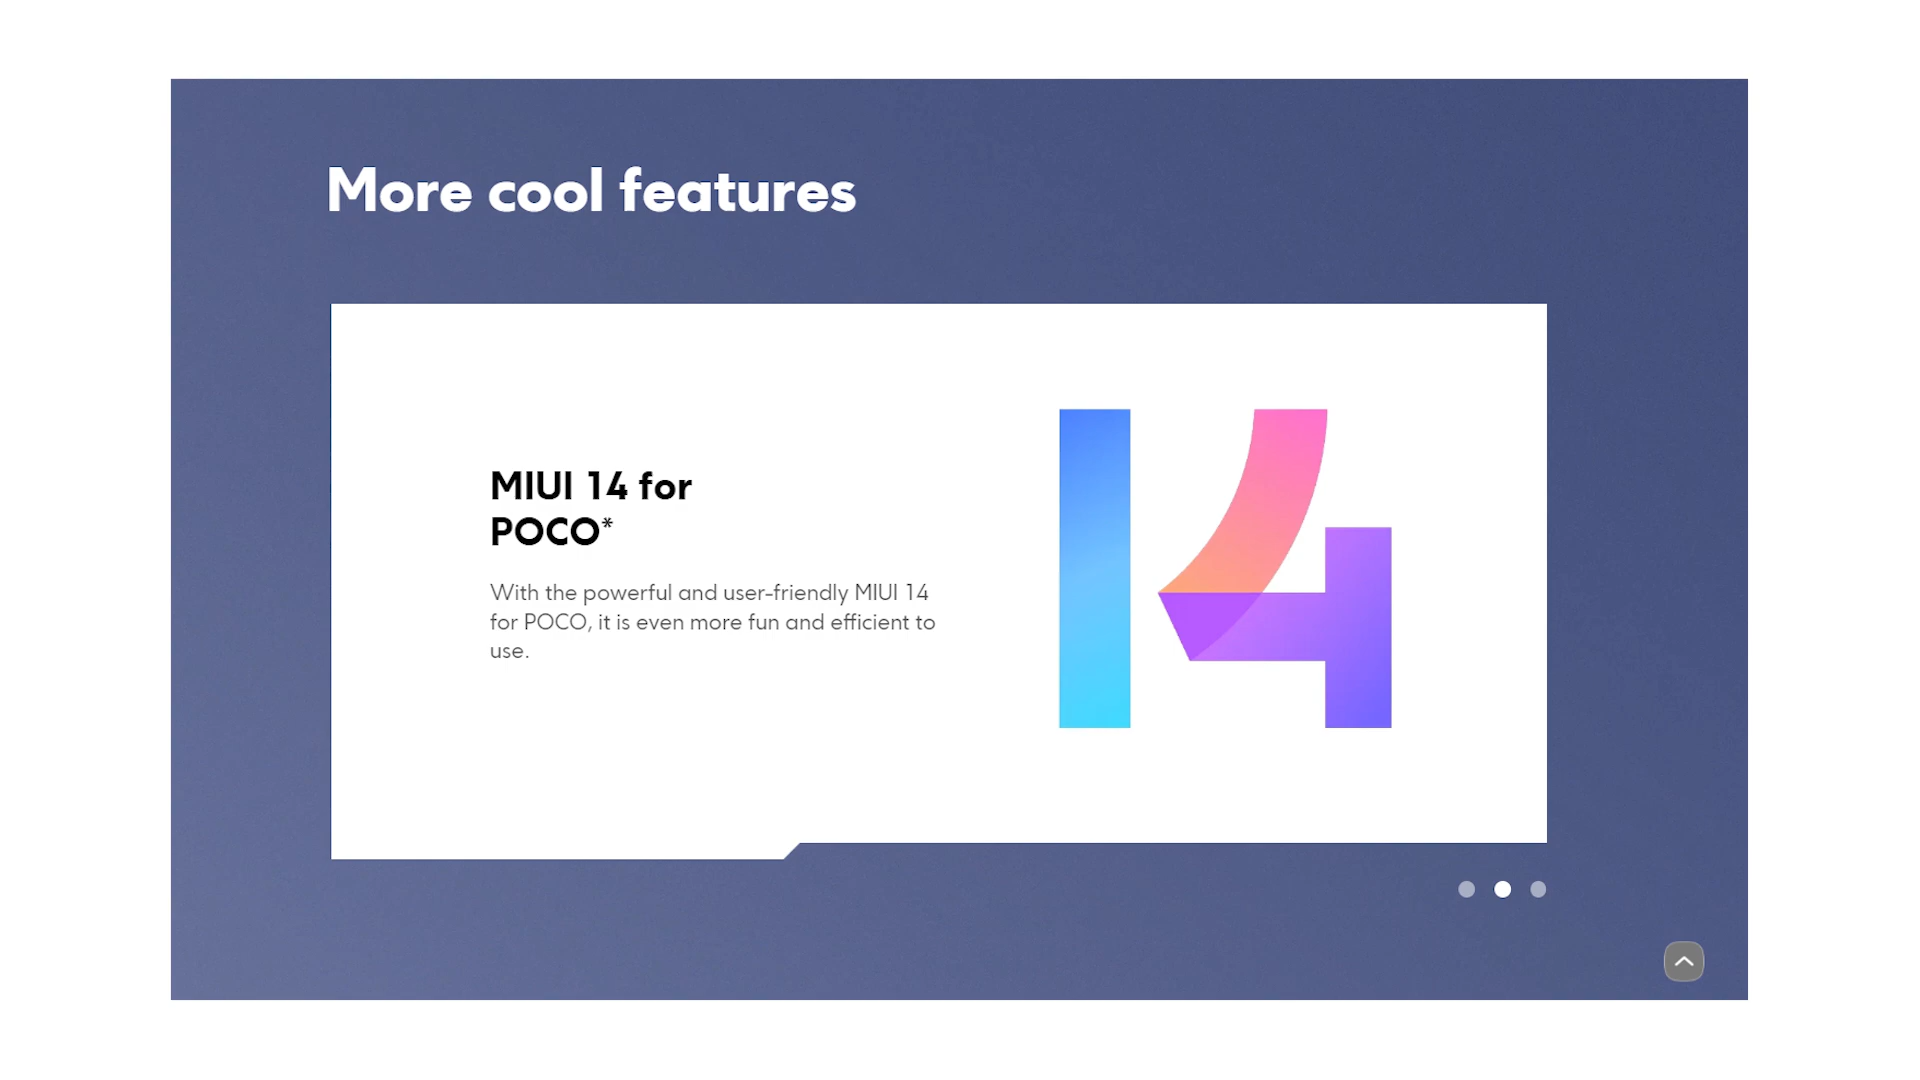 More cool features
MIUI 14 for
POCO*
With the powerful and user-friendly MIUI 14
for POCO, it is even more fun and efficient to
use.
14